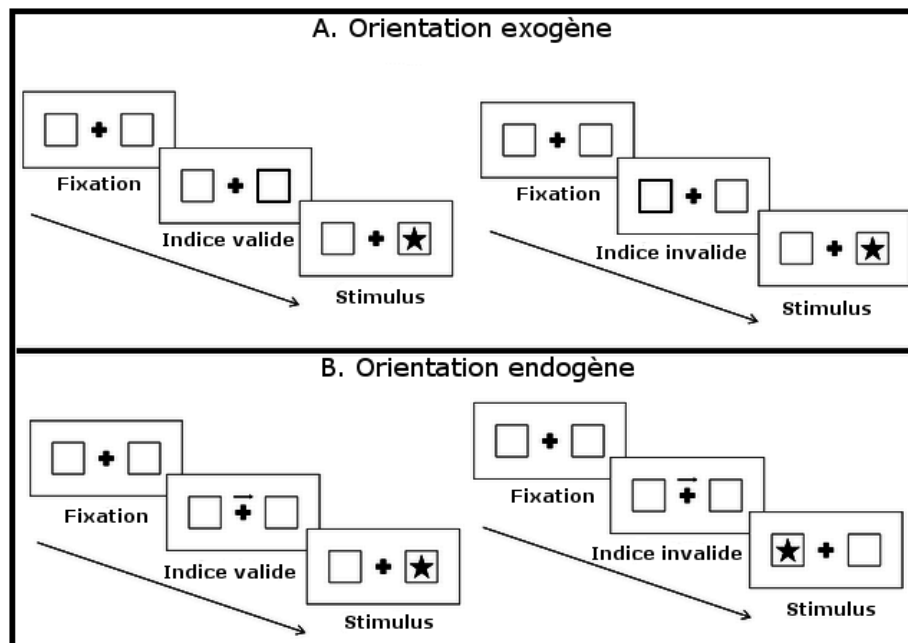 A. Orientation exogène
Fixation
Indice valide
Stimulus
Fixation
Indice invalide
Stimulus
B. Orientation endogène
Fixation
Indice valide
Stimulus
Fixation
Indice invalide
Stimulus